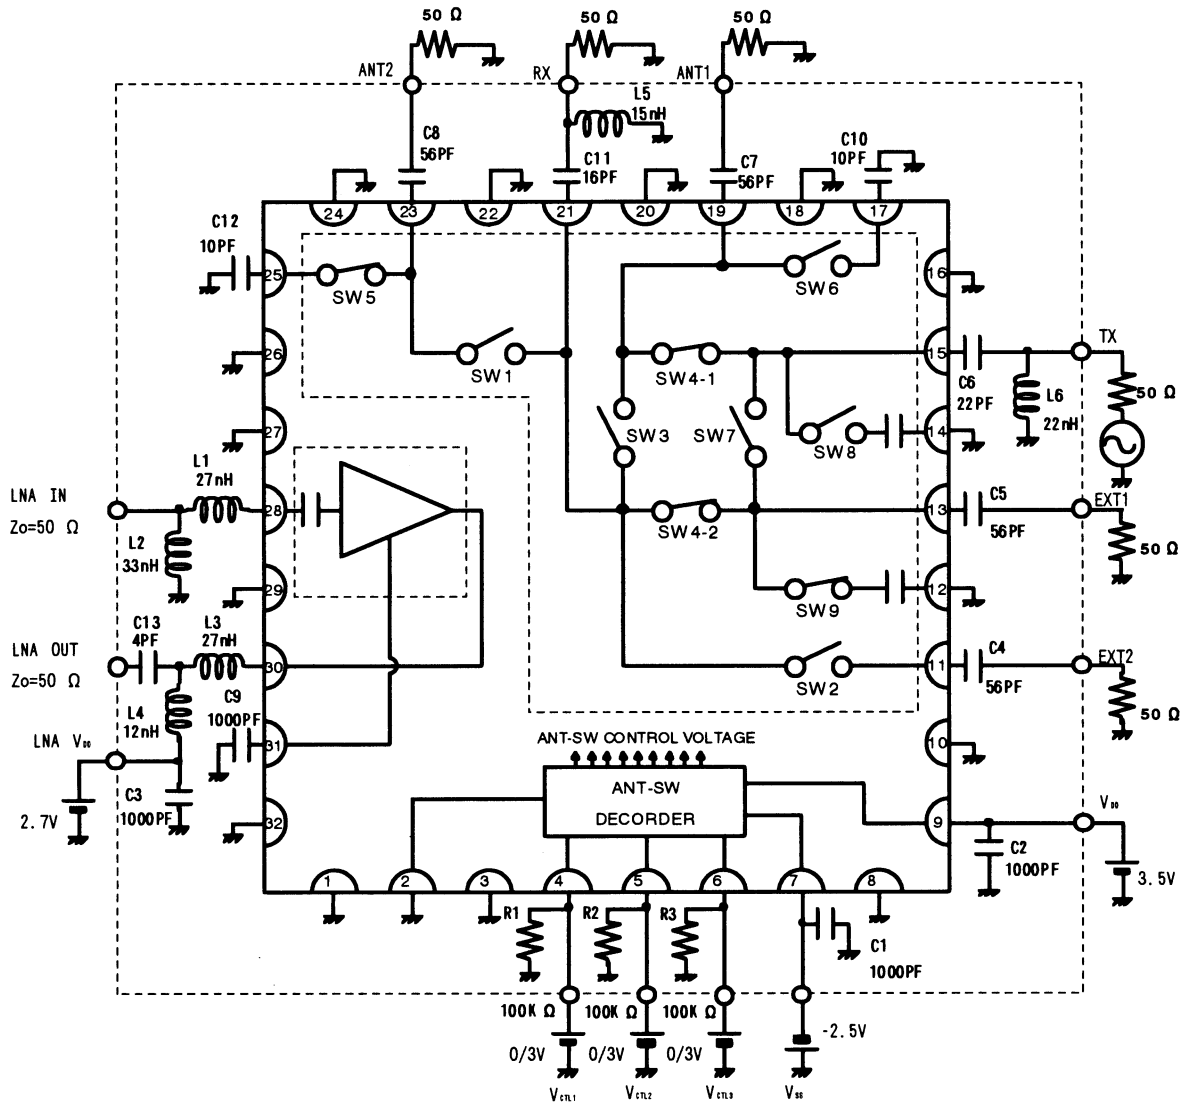 50 Ω
50 Ω
50 Ω
ANT2
RX
ANT1
L5
15nH
C8
56PF
C11
16PF
C7
56PF
C10
10PF
24
23
22
21
20
19
18
17
C12
10PF
25
SW5
SW6
16
26
SW1
SW4-1
15
C6
22PF
L6
22nH
TX
50 Ω
27
SW3
SW7
SW8
14
L1
27nH
LNA IN
Zo=50 Ω
28
L2
33nH
SW4-2
13
C5
56PF
EXT1
50 Ω
29
SW9
12
C13
4PF
L3
27nH
LNA OUT
Zo=50 Ω
30
SW2
11
C4
56PF
EXT2
50 Ω
L4
12nH
C9
1000PF
31
LNA VDD
10
ANT-SW CONTROL VOLTAGE
ANT-SW
DECORDER
C3
1000PF
2.7V
32
9
VDD
C2
1000PF
3.5V
1
2
3
4
5
6
7
8
R1
R2
R3
C1
1000PF
100K Ω
100K Ω
100K Ω
-2.5V
0/3V
0/3V
0/3V
VCTL1
VCTL2
VCTL3
VSS